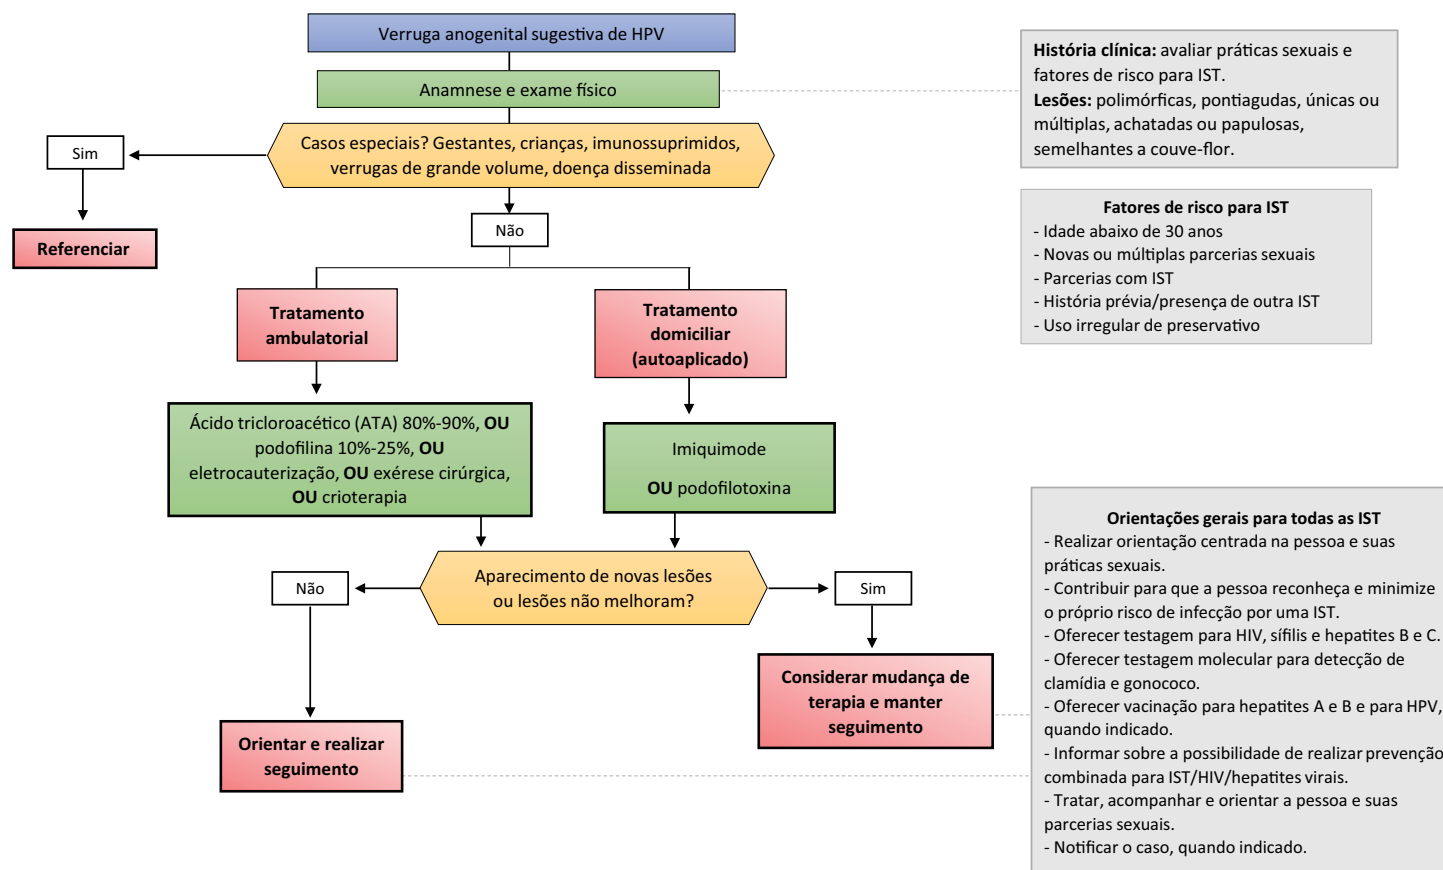 Verruga anogenital sugestiva de HPV
Anamnese e exame físico
Casos especiais? Gestantes, crianças, imunossuprimidos,
verrugas de grande volume, doença disseminada
Sim
Referenciar
Não
Tratamento
ambulatorial
Tratamento
domiciliar
(autoaplicado)
Ácido tricloroacético (ATA) 80%-90%, OU
podofilina 10%-25%, OU
eletrocauterização, OU exérese cirúrgica,
OU crioterapia
Imiquimode
OU podofilotoxina
Aparecimento de novas lesões
ou lesões não melhoram?
Não
Sim
Orientar e realizar
seguimento
Considerar mudança de
terapia e manter
seguimento
História clínica: avaliar práticas sexuais e
fatores de risco para IST.
Lesões: polimórficas, pontiagudas, únicas ou
múltiplas, achatadas ou papulosas,
semelhantes a couve-flor.
Fatores de risco para IST
- Idade abaixo de 30 anos
- Novas ou múltiplas parcerias sexuais
- Parcerias com IST
- História prévia/presença de outra IST
- Uso irregular de preservativo
Orientações gerais para todas as IST
- Realizar orientação centrada na pessoa e suas
práticas sexuais.
- Contribuir para que a pessoa reconheça e minimize
o próprio risco de infecção por uma IST.
- Oferecer testagem para HIV, sífilis e hepatites B e C.
- Oferecer testagem molecular para detecção de
clamídia e gonococo.
- Oferecer vacinação para hepatites A e B e para HPV,
quando indicado.
- Informar sobre a possibilidade de realizar prevenção
combinada para IST/HIV/hepatites virais.
- Tratar, acompanhar e orientar a pessoa e suas
parcerias sexuais.
- Notificar o caso, quando indicado.